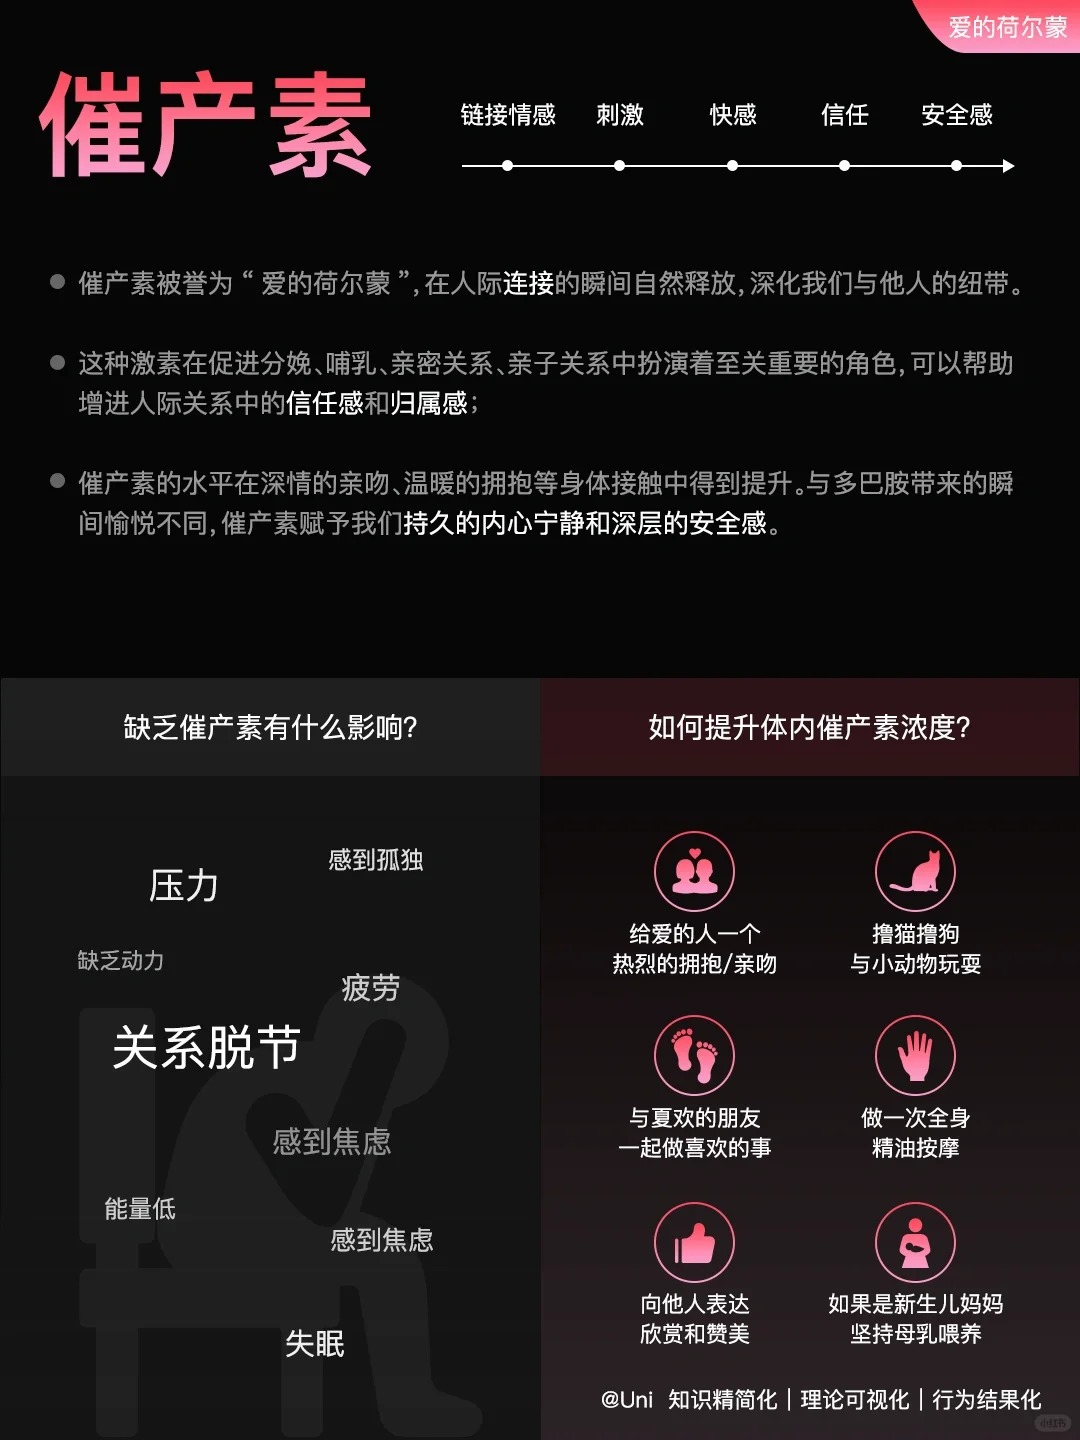 爱的荷尔蒙
催产素
链接情感 刺激 快感 信任 安全感
催产素被誉为“爱的荷尔蒙”,在人际连接的瞬间自然释放,深化我们与他人的纽带。
这种激素在促进分娩、哺乳、亲密关系、亲子关系中扮演着至关重要的角色,可以帮助
增进人际关系中的信任感和归属感;
催产素的水平在深情的亲吻、温暖的拥抱等身体接触中得到提升。与多巴胺带来的瞬
间愉悦不同,催产素赋予我们持久的内心宁静和深层的安全感。
缺乏催产素有什么影响?
压力
感到孤独
缺乏动力
疲劳
关系脱节
感到焦虑
能量低
感到焦虑
失眠
如何提升体内催产素浓度?
给爱的人一个
热烈的拥抱/亲吻
撸猫撸狗
与小动物玩耍
与夏欢的朋友
一起做喜欢的事
做一次全身
精油按摩
向他人表达
欣赏和赞美
如果是新生儿妈妈
坚持母乳喂养
@Uni 知识精简化｜理论可视化｜行为结果化
小红书